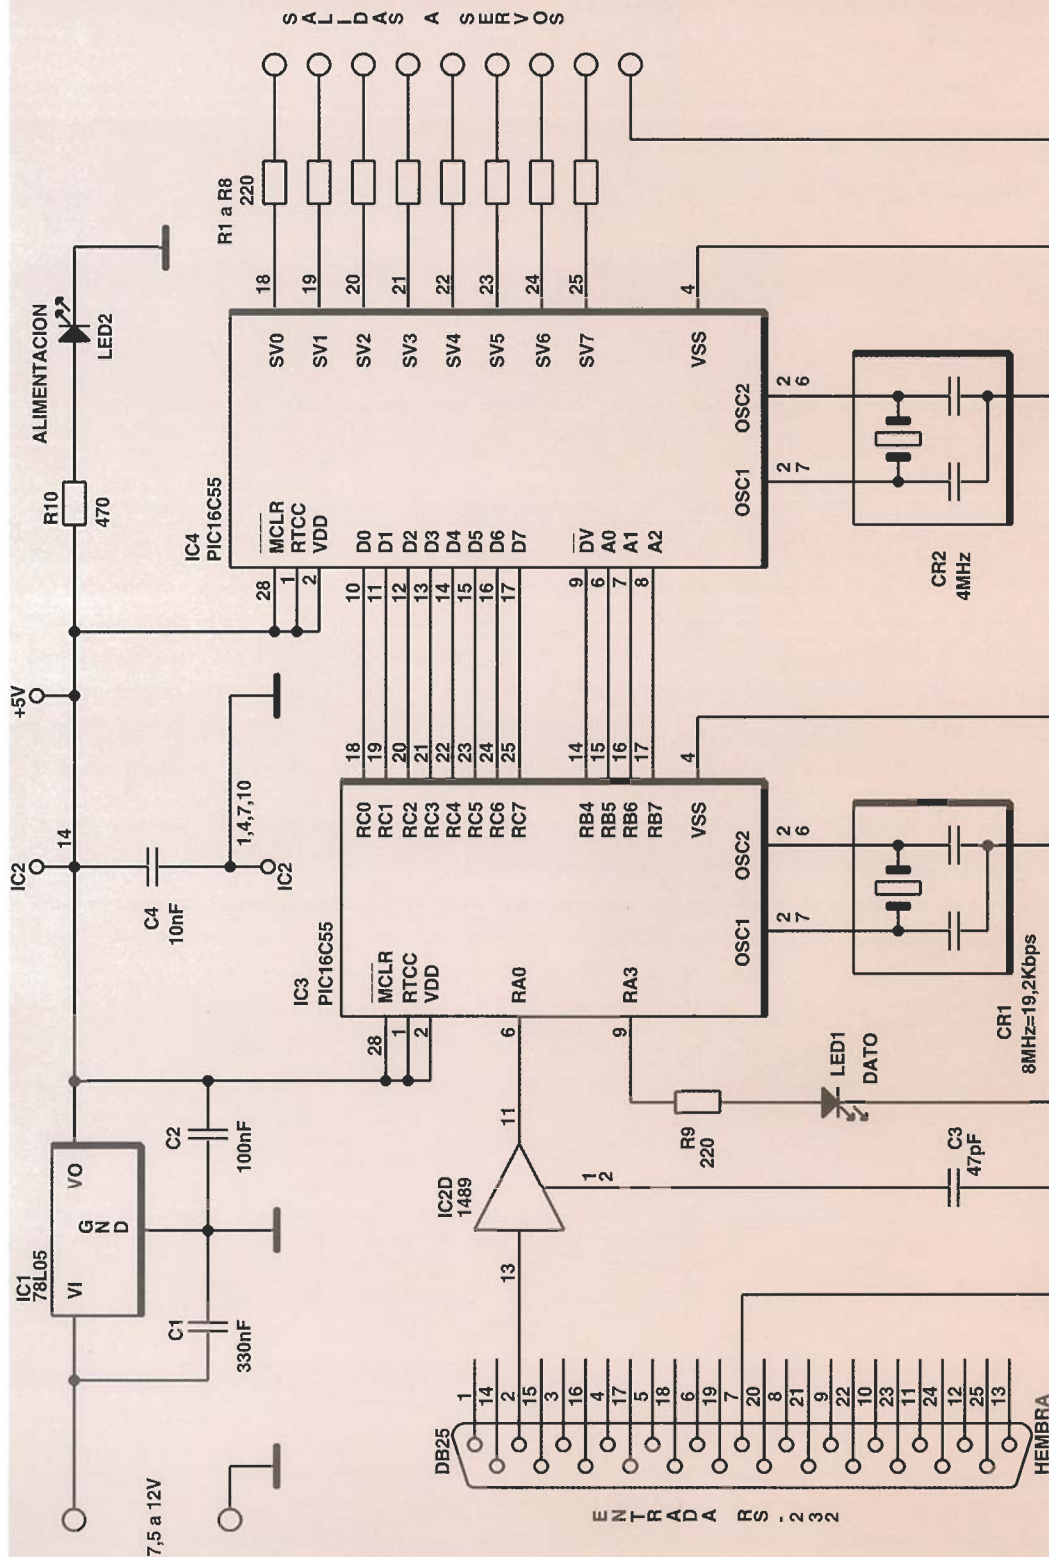 SALIDAS A SERVOS
R1 a R8
220
ALIMENTACION
LED2
R10
470
IC4
PIC16C55
MCLR
RTCC
VDD
28
1
2
D0
D1
D2
D3
D4
D5
D6
D7
10
11
12
13
14
15
16
17
DV
A0
A1
A2
9
6
7
8
SV0
SV1
SV2
SV3
SV4
SV5
SV6
SV7
18
19
20
21
22
23
24
25
VSS
4
OSC1
OSC2
27
26
CR2
4MHz
+5V
IC2
14
C4
10nF
1,4,7,10
IC2
IC3
PIC16C55
MCLR
RTCC
VDD
28
1
2
RA0
6
RA3
9
RC0
RC1
RC2
RC3
RC4
RC5
RC6
RC7
18
19
20
21
22
23
24
25
RB4
RB5
RB6
RB7
14
15
16
17
VSS
4
OSC1
OSC2
27
26
CR1
8MHz=19,2Kbps
LED1
DATO
R9
220
C3
47pF
IC2D
1489
11
12
13
IC1
78L05
VI
GND
VO
C1
330nF
C2
100nF
7,5 a 12V
DB25
1
14
2
15
3
16
4
17
5
18
6
19
7
20
8
21
9
22
10
23
11
24
12
25
13
HEMBRA
ENTRADA RS-232